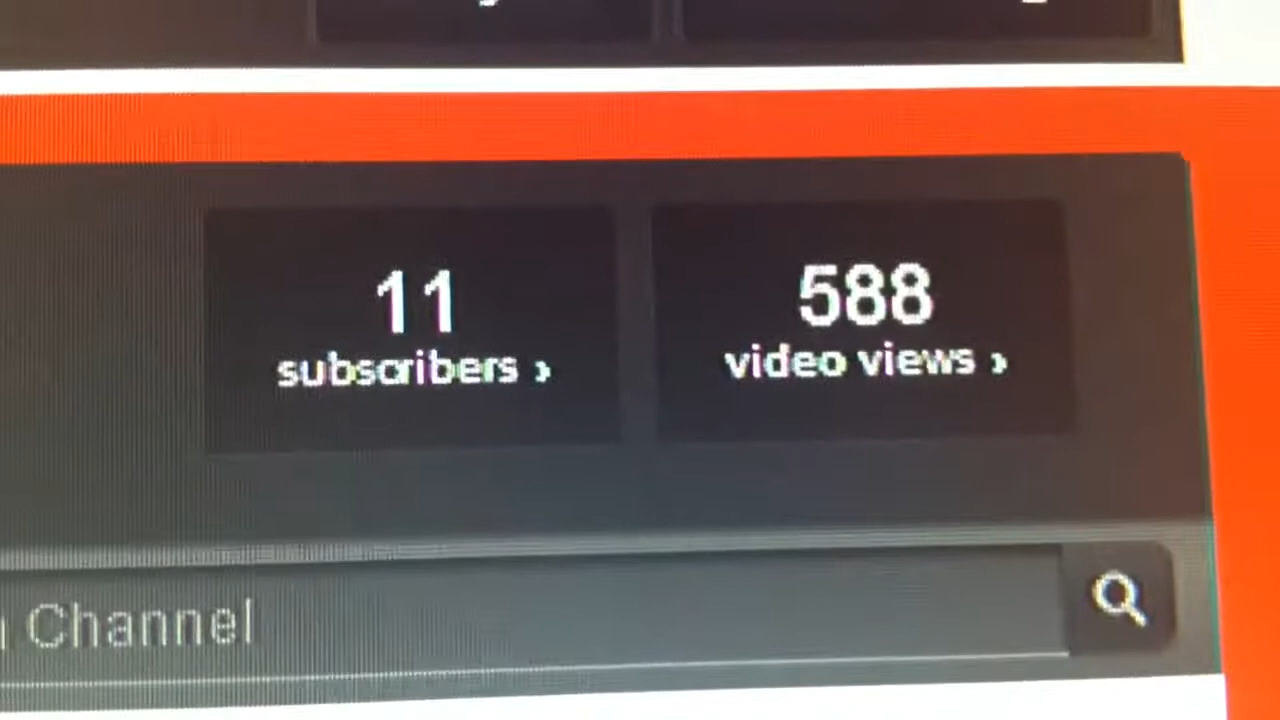 11
subscribers ›
588
video views ›
Channel